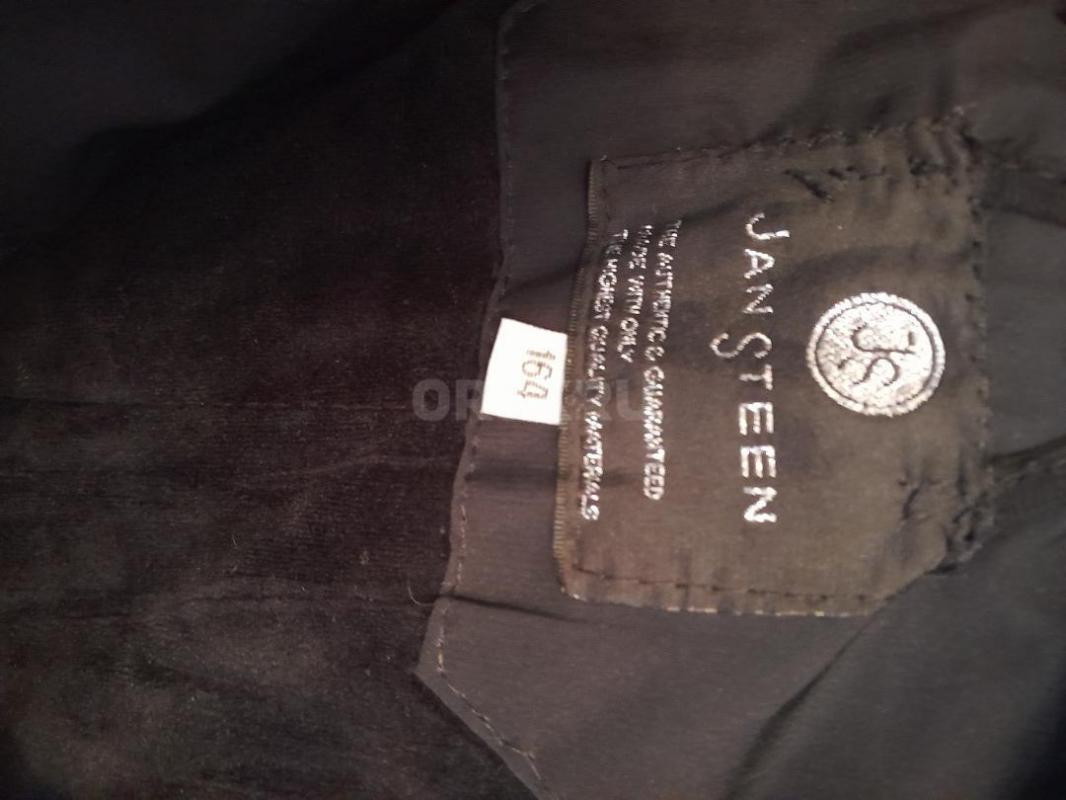 JS
JAN STEEN
THE AUTHENTIC & GUARANTEED
MADE WITH ONLY
THE HIGHEST QUALITY MATERIALS
164